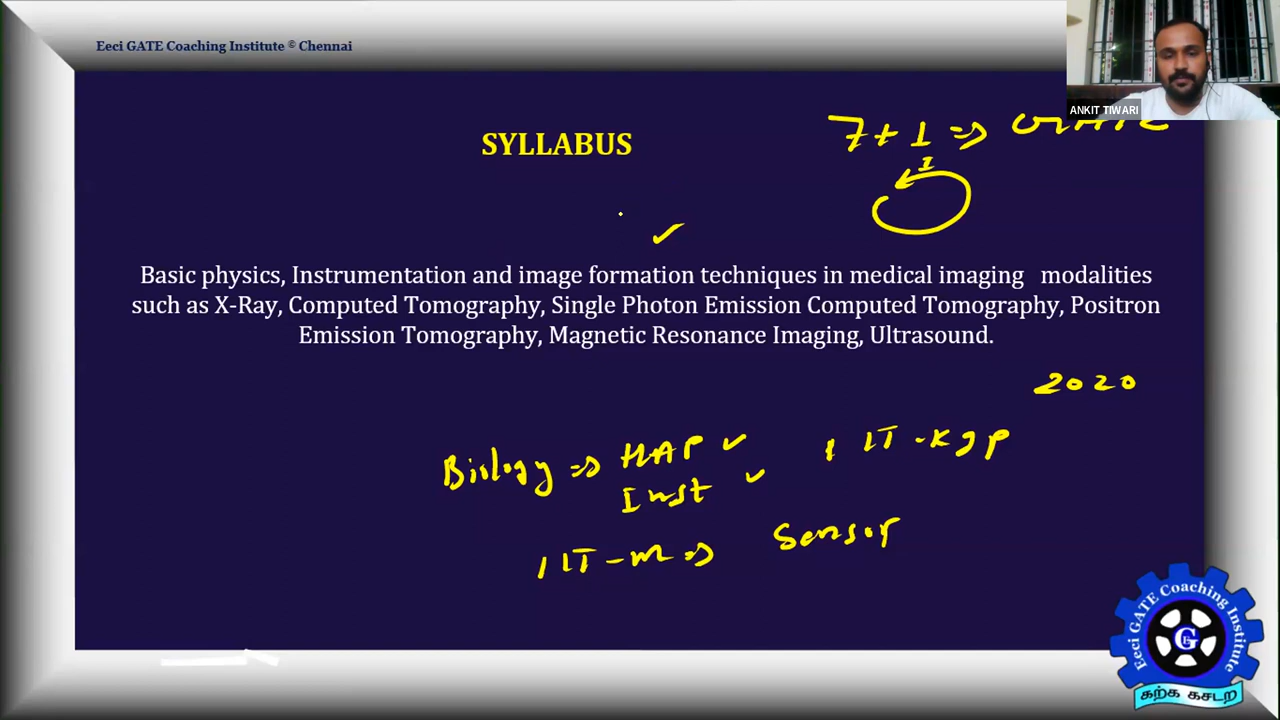 Eeci GATE Coaching Institute © Chennai
ANKIT TIWARI
SYLLABUS
7 + 1 ⇒
I
Basic physics, Instrumentation and image formation techniques in medical imaging modalities
such as X-Ray, Computed Tomography, Single Photon Emission Computed Tomography, Positron
Emission Tomography, Magnetic Resonance Imaging, Ultrasound.
2020
Biology ⇒ HAP ✓ IIT-Kgp
Inst ✓
IIT-M ⇒ Sensor
Eeci GATE Coaching Institute
கற்க கசடற